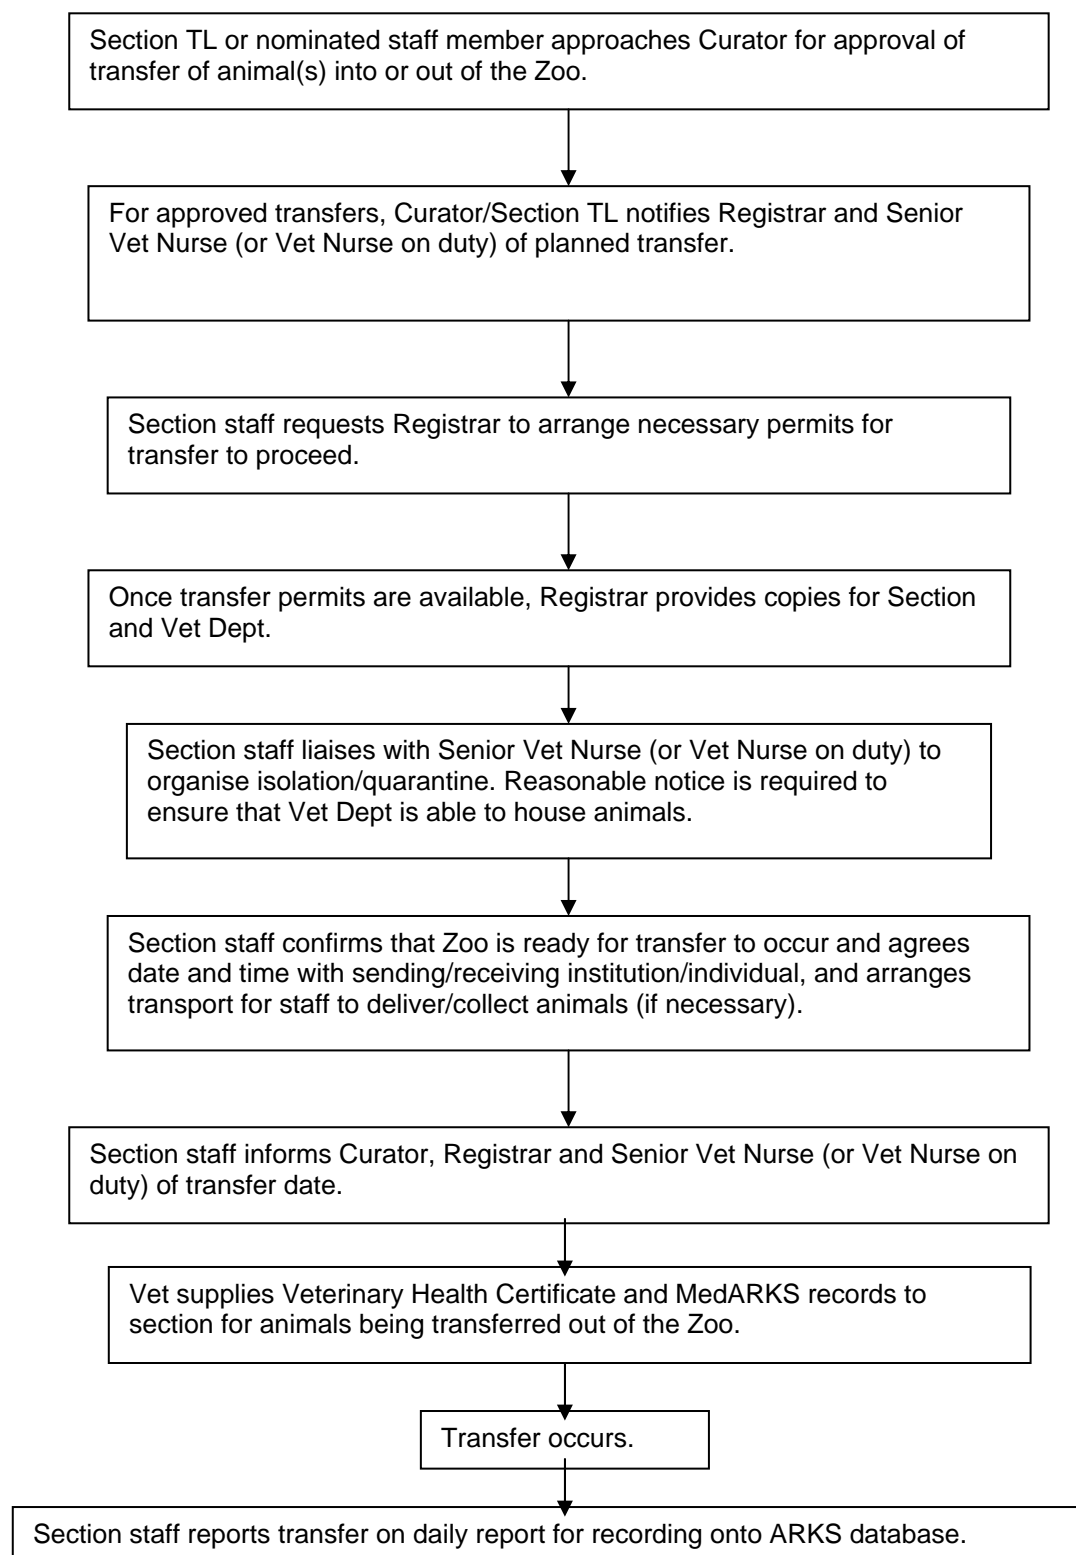 Section TL or nominated staff member approaches Curator for approval of
transfer of animal(s) into or out of the Zoo.
For approved transfers, Curator/Section TL notifies Registrar and Senior
Vet Nurse (or Vet Nurse on duty) of planned transfer.
Section staff requests Registrar to arrange necessary permits for
transfer to proceed.
Once transfer permits are available, Registrar provides copies for Section
and Vet Dept.
Section staff liaises with Senior Vet Nurse (or Vet Nurse on duty) to
organise isolation/quarantine. Reasonable notice is required to
ensure that Vet Dept is able to house animals.
Section staff confirms that Zoo is ready for transfer to occur and agrees
date and time with sending/receiving institution/individual, and arranges
transport for staff to deliver/collect animals (if necessary).
Section staff informs Curator, Registrar and Senior Vet Nurse (or Vet Nurse on
duty) of transfer date.
Vet supplies Veterinary Health Certificate and MedARKS records to
section for animals being transferred out of the Zoo.
Transfer occurs.
Section staff reports transfer on daily report for recording onto ARKS database.